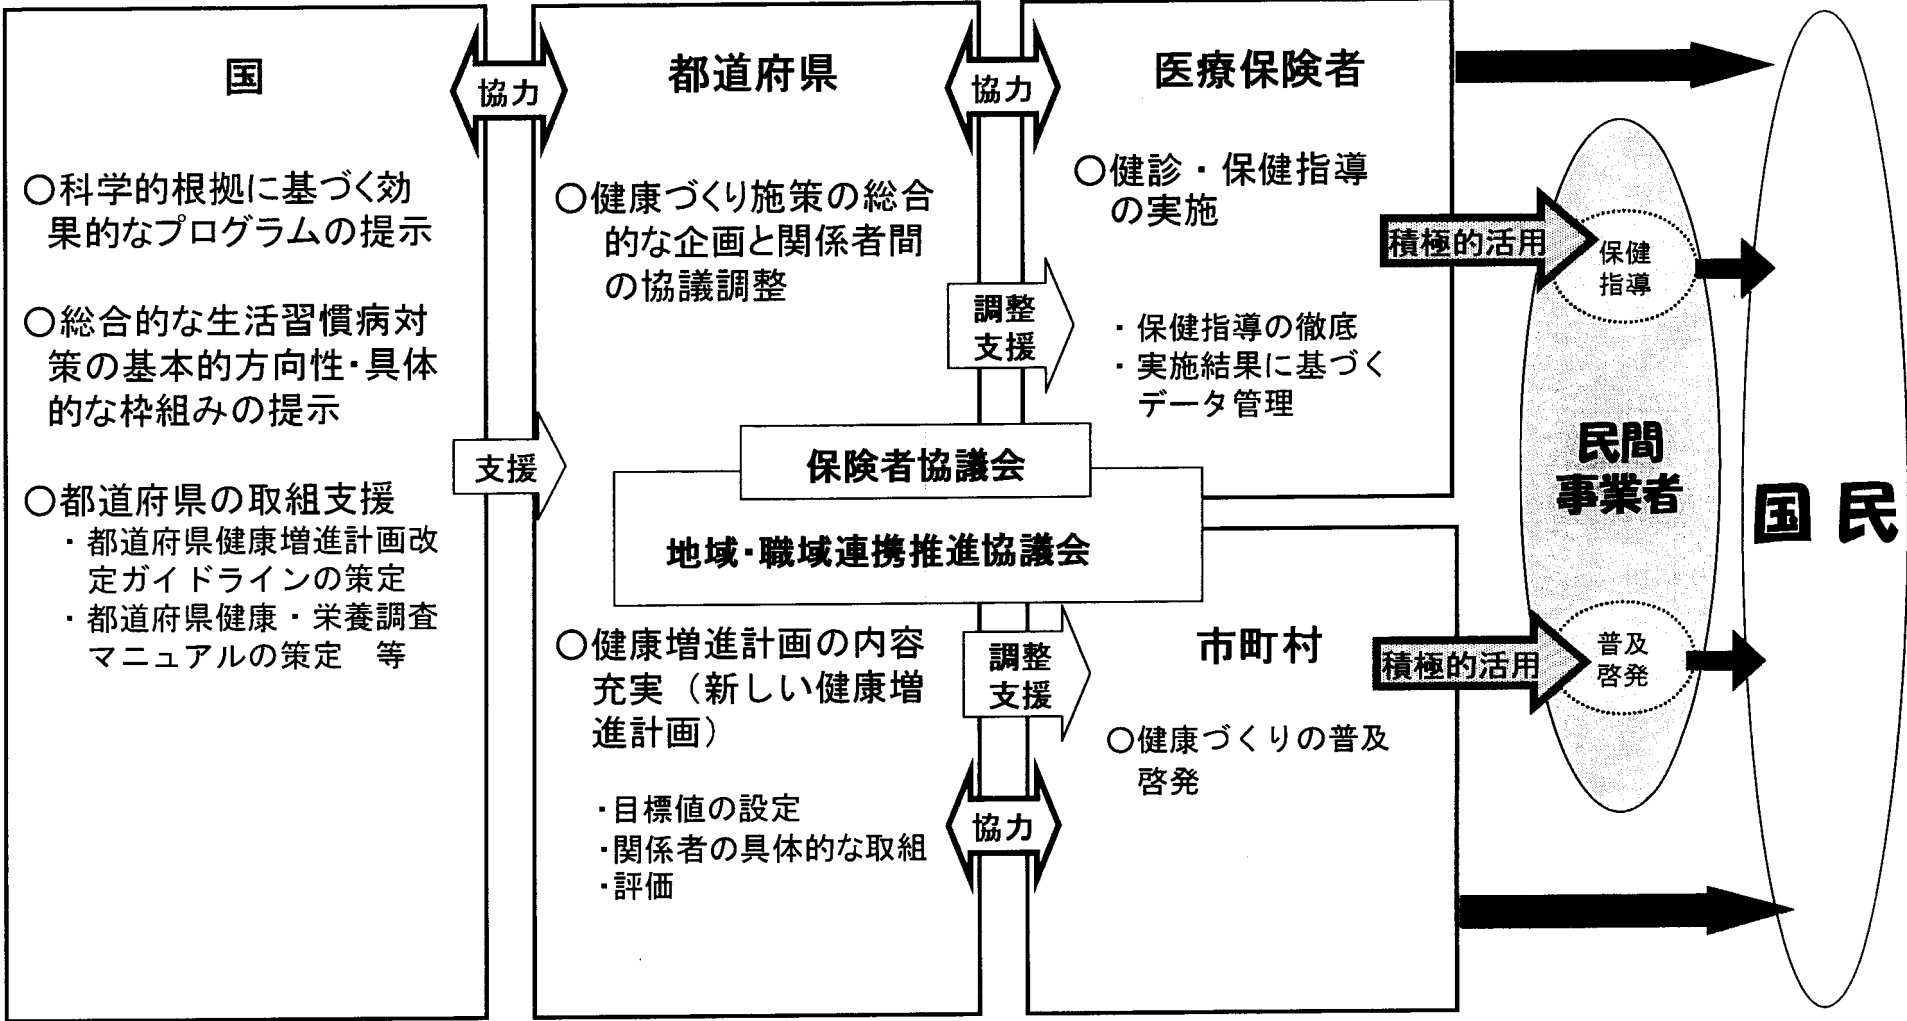 国
○科学的根拠に基づく効
果的なプログラムの提示
○総合的な生活習慣病対
策の基本的方向性・具体
的な枠組みの提示
○都道府県の取組支援
・都道府県健康増進計画改
定ガイドラインの策定
・都道府県健康・栄養調査
マニュアルの策定　等
協力
支援
都道府県
○健康づくり施策の総合
的な企画と関係者間
の協議調整
保険者協議会
地域・職域連携推進協議会
○健康増進計画の内容
充実（新しい健康増
進計画）
・目標値の設定
・関係者の具体的な取組
・評価
協力
調整
支援
調整
支援
協力
医療保険者
○健診・保健指導
の実施
・保健指導の徹底
・実施結果に基づく
データ管理
市町村
○健康づくりの普及
啓発
積極的活用
保健
指導
民間
事業者
積極的活用
普及
啓発
国民